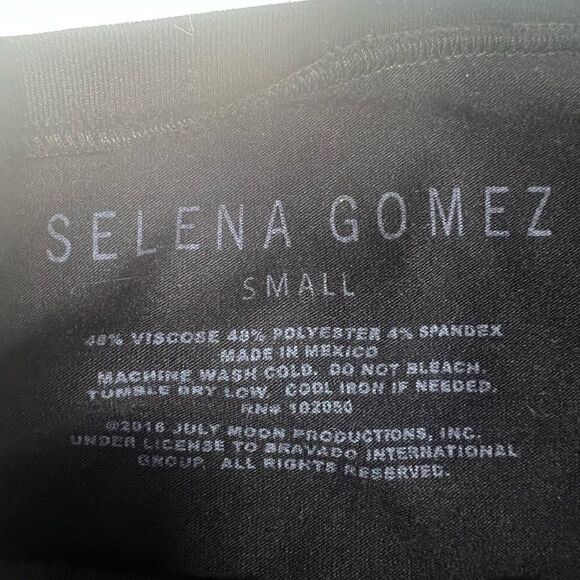 SELENA GOMEZ
SMALL
48% VISCOSE 48% POLYESTER 4% SPANDEX
MADE IN MEXICO
MACHINE WASH COLD. DO NOT BLEACH.
TUMBLE DRY LOW. COOL IRON IF NEEDED.
RN# 102050
©2016 JULY MOON PRODUCTIONS, INC.
UNDER LICENSE TO BRAVADO INTERNATIONAL
GROUP. ALL RIGHTS RESERVED.